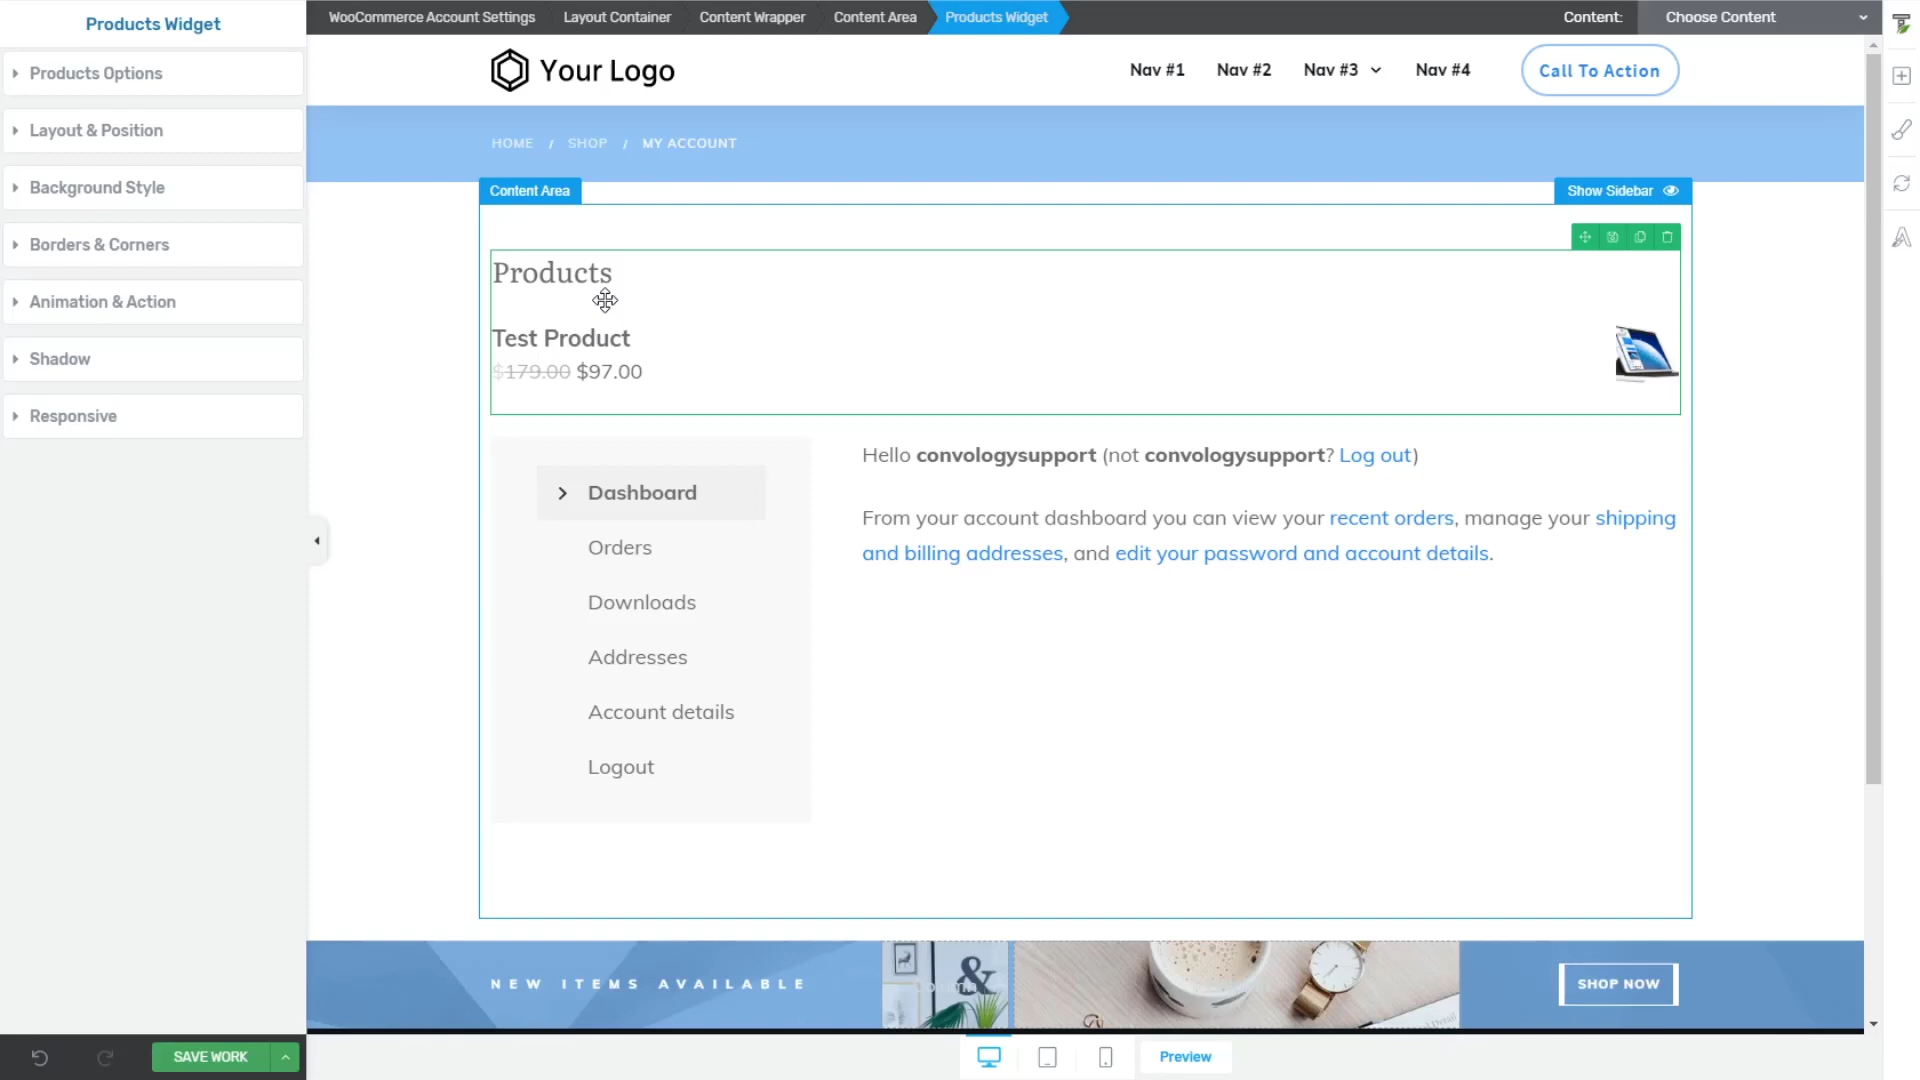 Products Widget
Products Options
Layout & Position
Background Style
Borders & Corners
Animation & Action
Shadow
Responsive
SAVE WORK
WooCommerce Account Settings
Layout Container
Content Wrapper
Content Area
Products Widget
Content:
Choose Content
Your Logo
Nav #1
Nav #2
Nav #3
Nav #4
Call To Action
HOME / SHOP / MY ACCOUNT
Content Area
Show Sidebar
Products
Test Product
$179.00 $97.00
Dashboard
Orders
Downloads
Addresses
Account details
Logout
Hello convologysupport (not convologysupport? Log out)
From your account dashboard you can view your recent orders, manage your shipping
and billing addresses, and edit your password and account details.
NEW ITEMS AVAILABLE
&
SHOP NOW
Preview